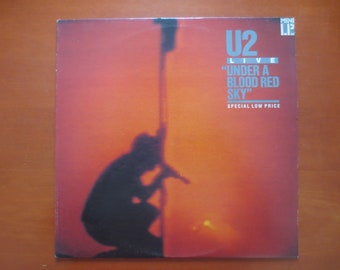 U2
LIVE
"UNDER A
BLOOD RED
SKY"
SPECIAL LOW PRICE
MINI
LP